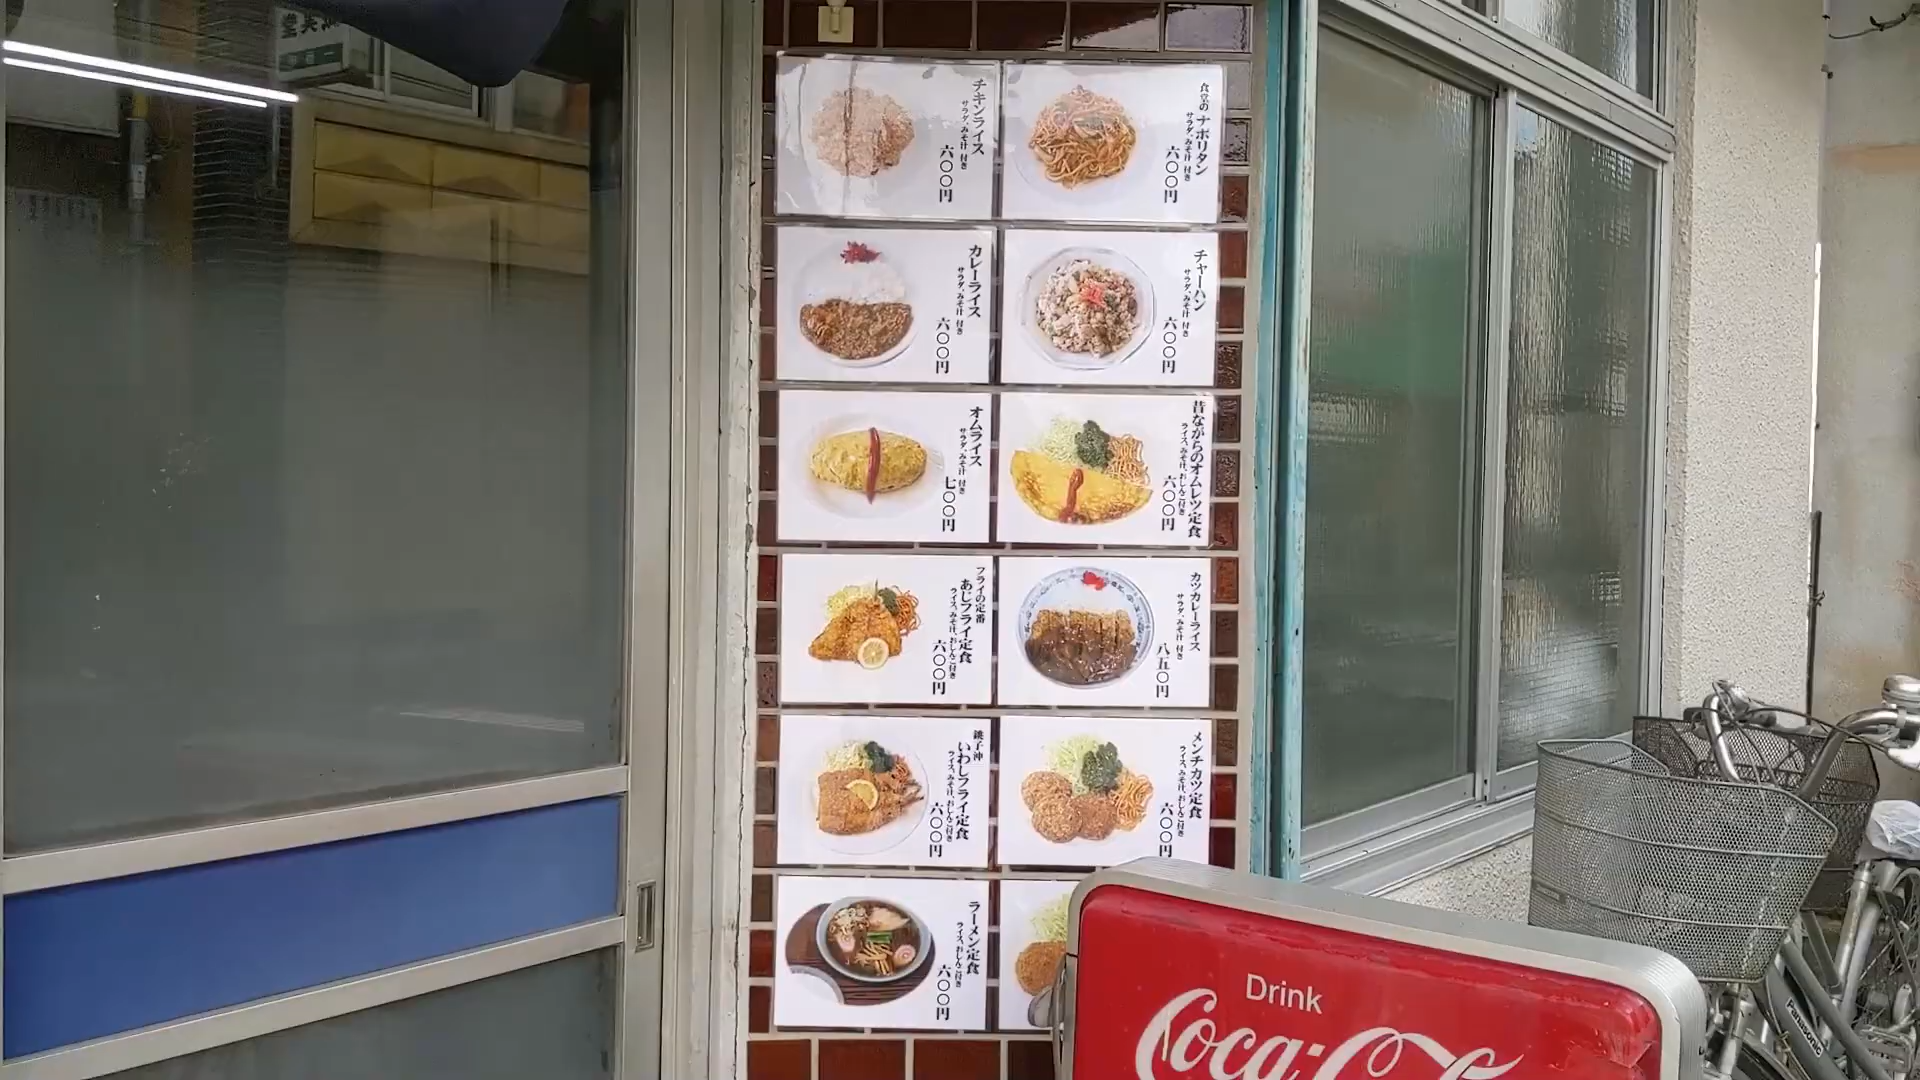 チキンライス
サラダ、みそ汁 付き
六〇〇円
食堂のナポリタン
サラダ、みそ汁 付き
六〇〇円
カレーライス
サラダ、みそ汁 付き
六〇〇円
チャーハン
サラダ、みそ汁 付き
六〇〇円
オムライス
サラダ、みそ汁 付き
七〇〇円
昔ながらのオムレツ定食
ライス、みそ汁、おしんこ付き
六〇〇円
フライの定番
あじフライ定食
ライス、みそ汁、おしんこ付き
六〇〇円
カツカレーライス
サラダ、みそ汁 付き
八五〇円
銚子沖
いわしフライ定食
ライス、みそ汁、おしんこ付き
六〇〇円
メンチカツ定食
ライス、みそ汁、おしんこ付き
六〇〇円
ラーメン定食
ライス、おしんこ付き
六〇〇円
Drink
Coca-Co
Panasonic